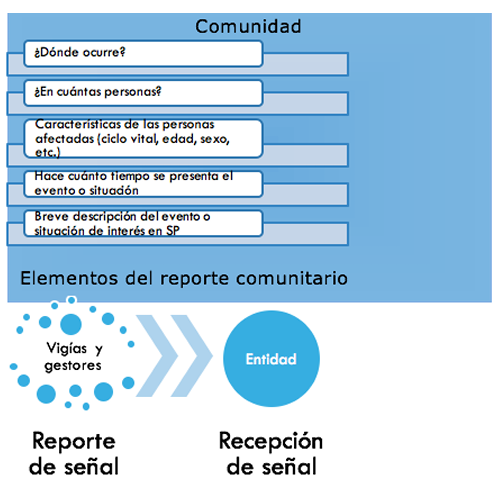 Comunidad
¿Dónde ocurre?
¿En cuántas personas?
Características de las personas
afectadas (ciclo vital, edad, sexo,
etc.)
Hace cuánto tiempo se presenta el
evento o situación
Breve descripción del evento o
situación de interés en SP
Elementos del reporte comunitario
Vigías y
gestores
Entidad
Reporte
de señal
Recepción
de señal